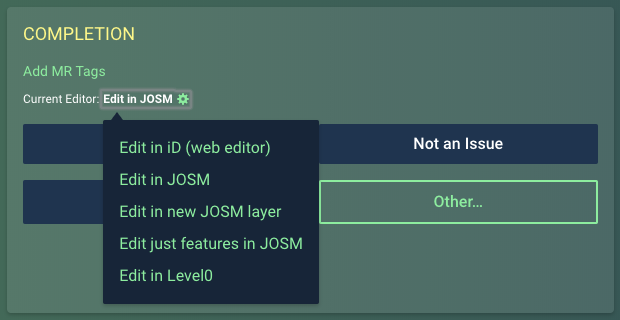 COMPLETION
Add MR Tags
Current Editor: Edit in JOSM
Edit in iD (web editor)
Not an Issue
Edit in JOSM
Edit in new JOSM layer
Other...
Edit just features in JOSM
Edit in Level0